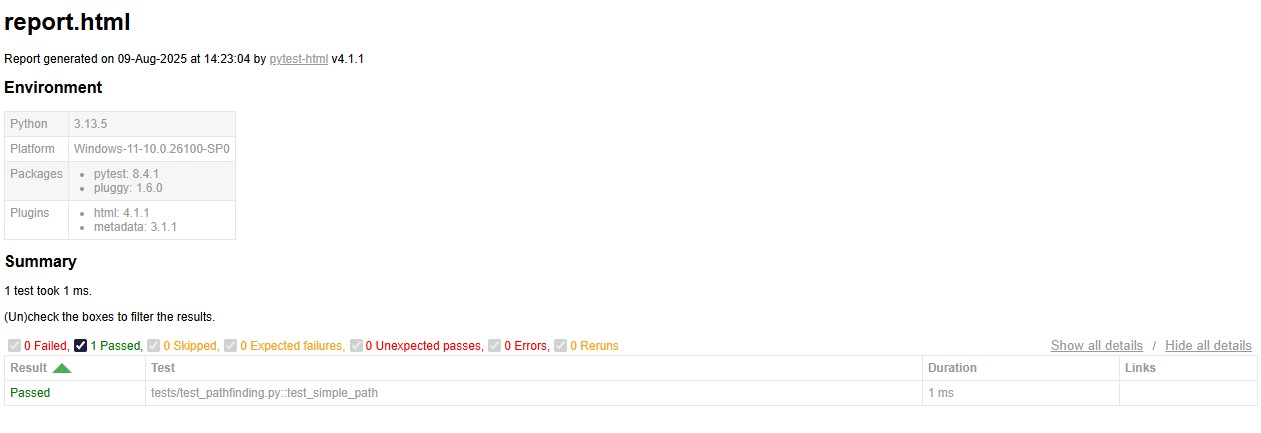 report.html
Report generated on 09-Aug-2025 at 14:23:04 by pytest-html v4.1.1
Environment
Python 3.13.5
Platform Windows-11-10.0.26100-SP0
Packages
pytest: 8.4.1
pluggy: 1.6.0
Plugins
html: 4.1.1
metadata: 3.1.1
Summary
1 test took 1 ms.
(Un)check the boxes to filter the results.
0 Failed, 1 Passed, 0 Skipped, 0 Expected failures, 0 Unexpected passes, 0 Errors, 0 Reruns Show all details / Hide all details
Result Test Duration Links
Passed tests/test_pathfinding.py::test_simple_path 1 ms